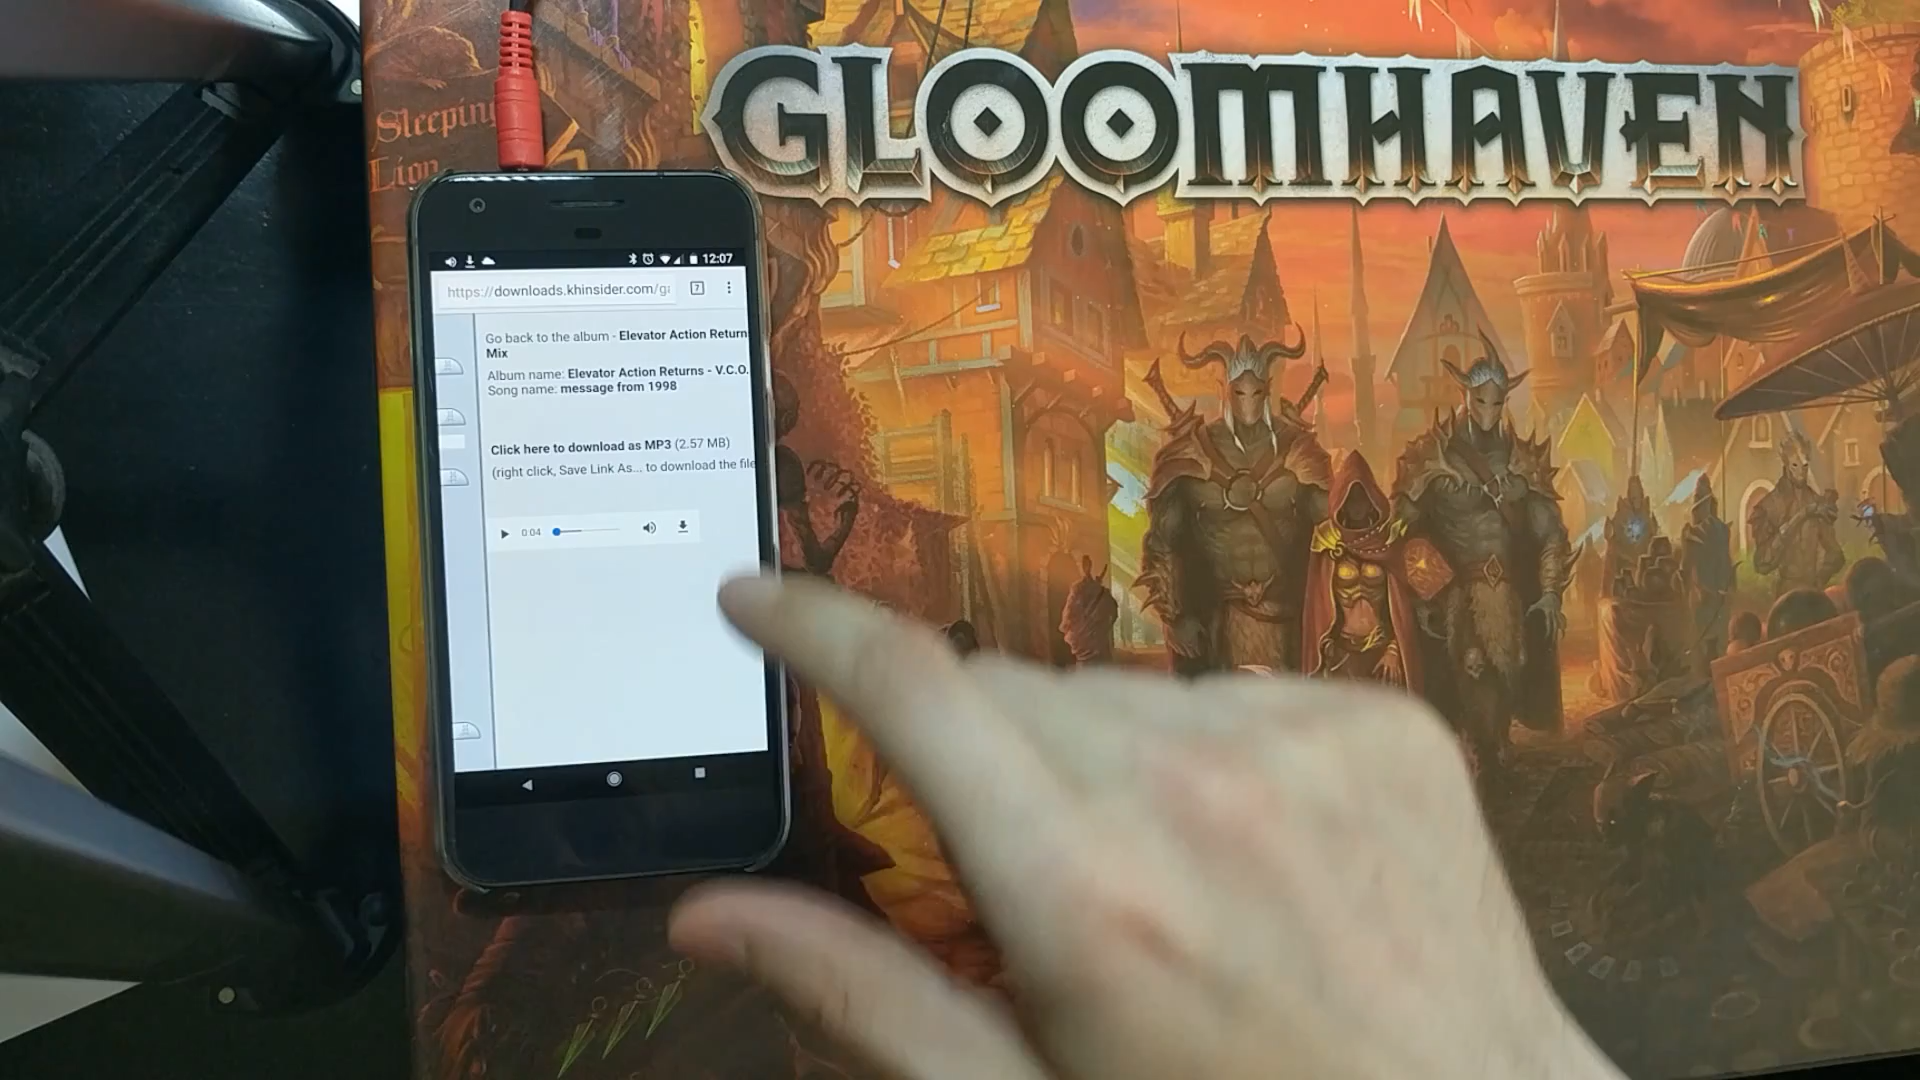 GLOOMHAVEN
Sleeping
Lion
12:07
https://downloads.khinsider.com/ga
7
Go back to the album - Elevator Action Return
Mix
Album name: Elevator Action Returns - V.C.O.
Song name: message from 1998
Click here to download as MP3 (2.57 MB)
(right click, Save Link As... to download the file
0:04